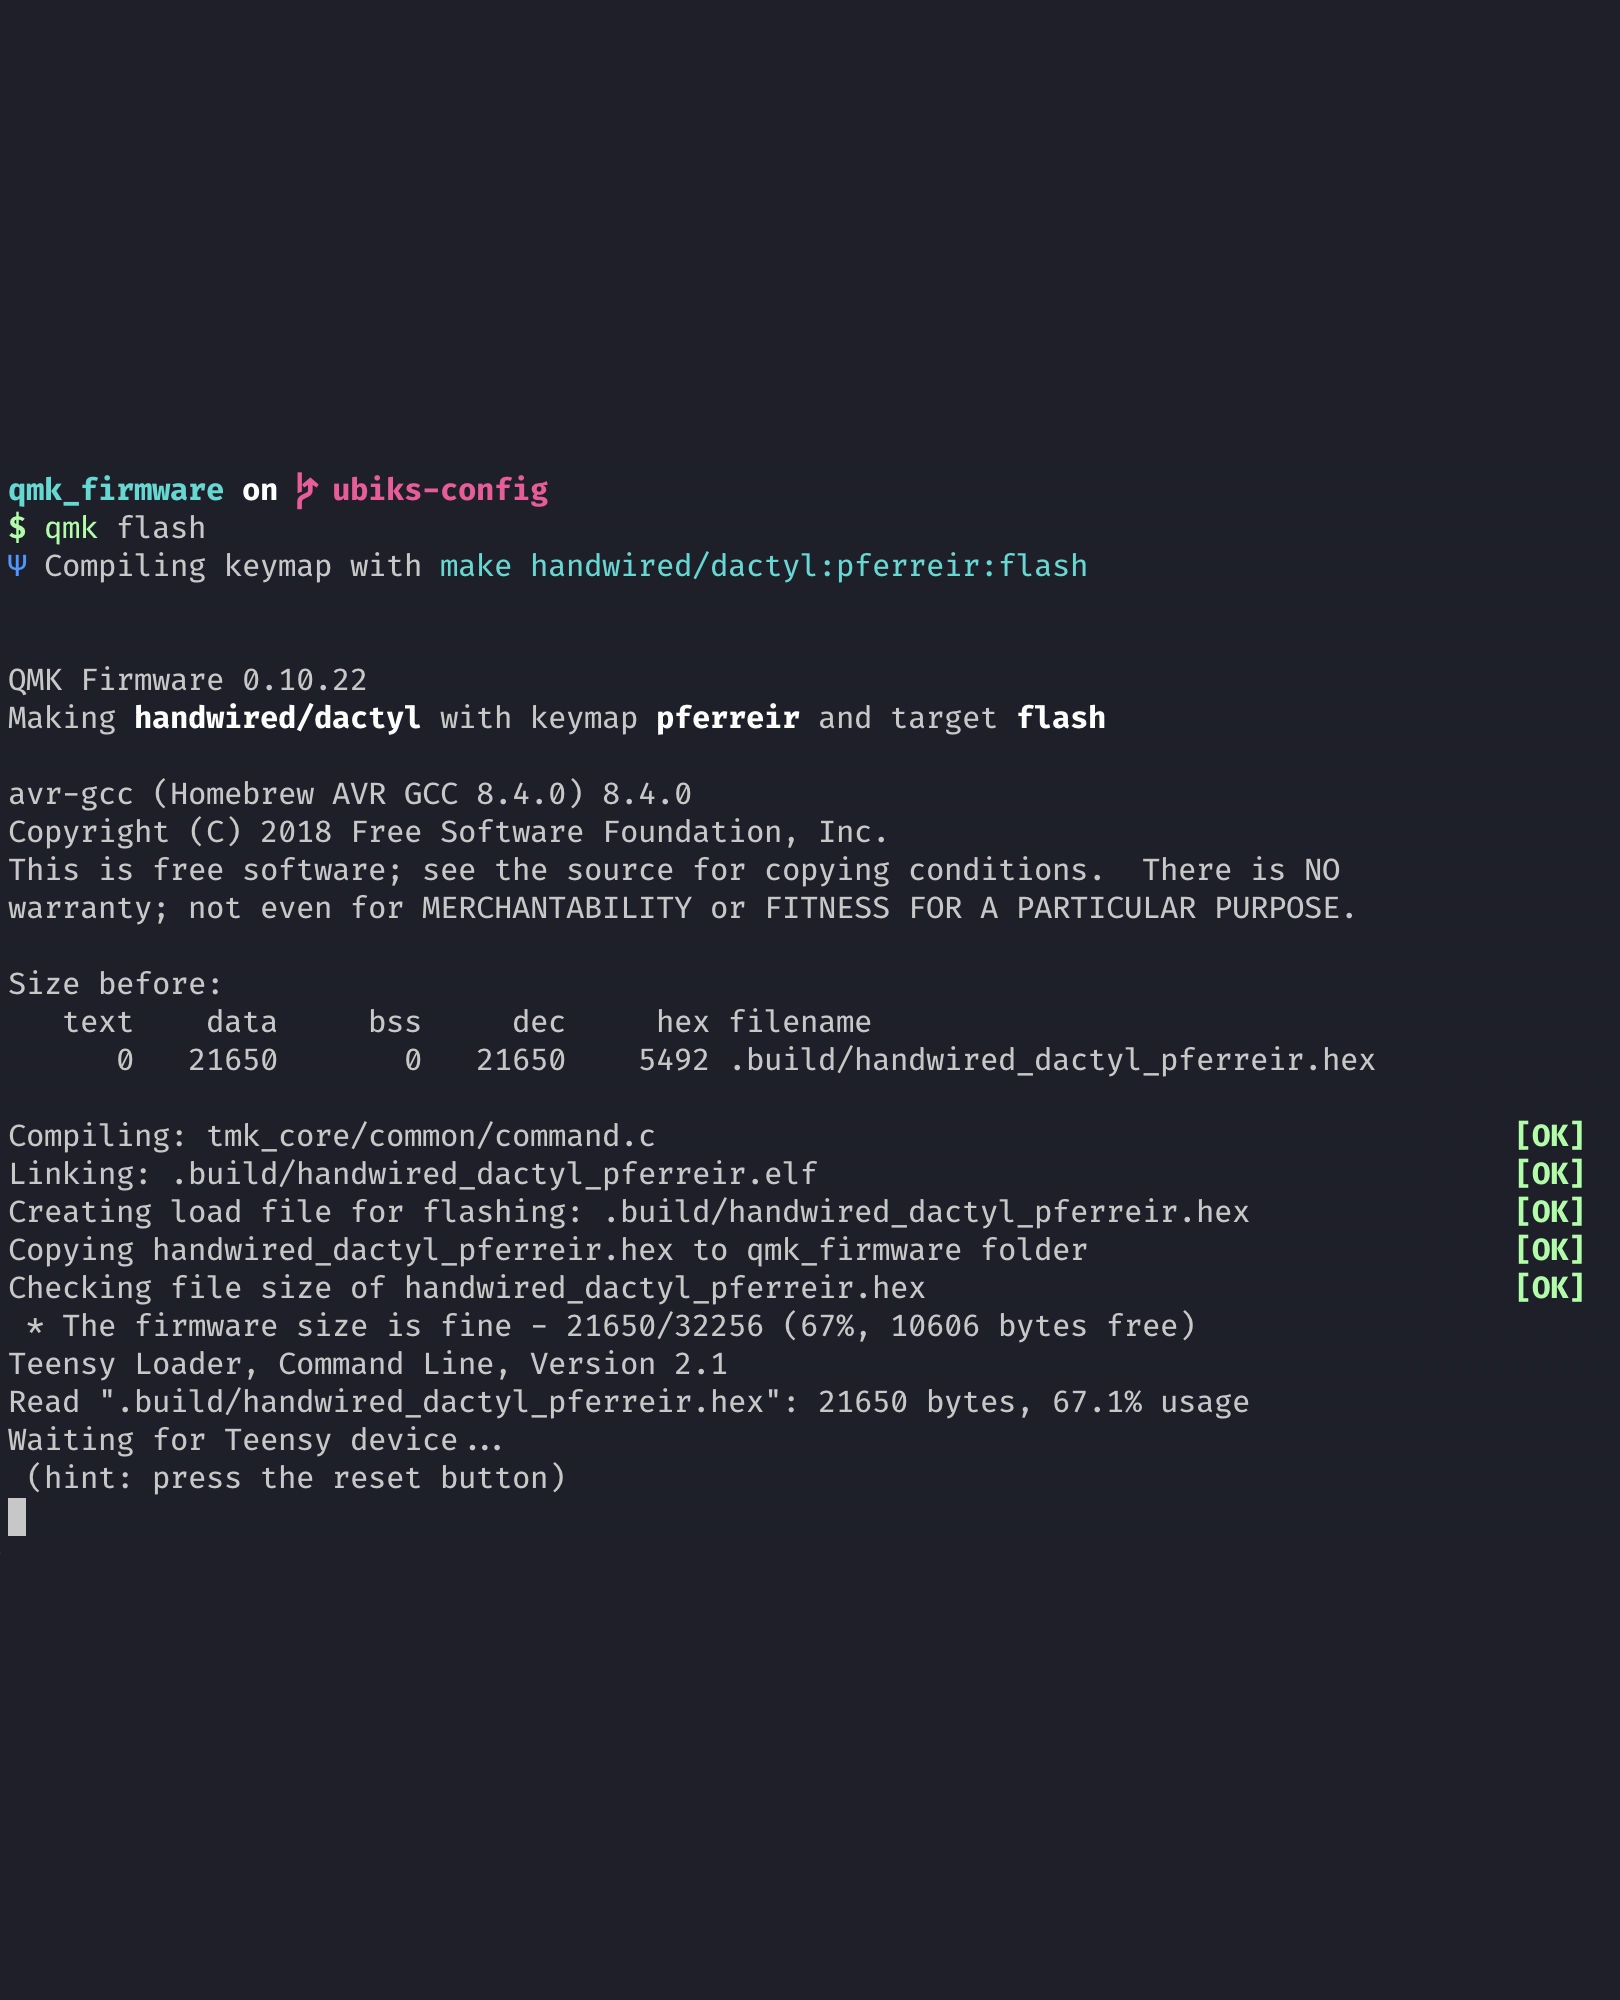 qmk_firmware on ubiks-config
$ qmk flash
Ψ Compiling keymap with make handwired/dactyl:pferreir:flash
QMK Firmware 0.10.22
Making handwired/dactyl with keymap pferreir and target flash
avr-gcc (Homebrew AVR GCC 8.4.0) 8.4.0
Copyright (C) 2018 Free Software Foundation, Inc.
This is free software; see the source for copying conditions.  There is NO
warranty; not even for MERCHANTABILITY or FITNESS FOR A PARTICULAR PURPOSE.
Size before:
   text    data     bss     dec     hex filename
      0   21650       0   21650    5492 .build/handwired_dactyl_pferreir.hex
Compiling: tmk_core/common/command.c [OK]
Linking: .build/handwired_dactyl_pferreir.elf [OK]
Creating load file for flashing: .build/handwired_dactyl_pferreir.hex [OK]
Copying handwired_dactyl_pferreir.hex to qmk_firmware folder [OK]
Checking file size of handwired_dactyl_pferreir.hex [OK]
 * The firmware size is fine - 21650/32256 (67%, 10606 bytes free)
Teensy Loader, Command Line, Version 2.1
Read ".build/handwired_dactyl_pferreir.hex": 21650 bytes, 67.1% usage
Waiting for Teensy device...
 (hint: press the reset button)